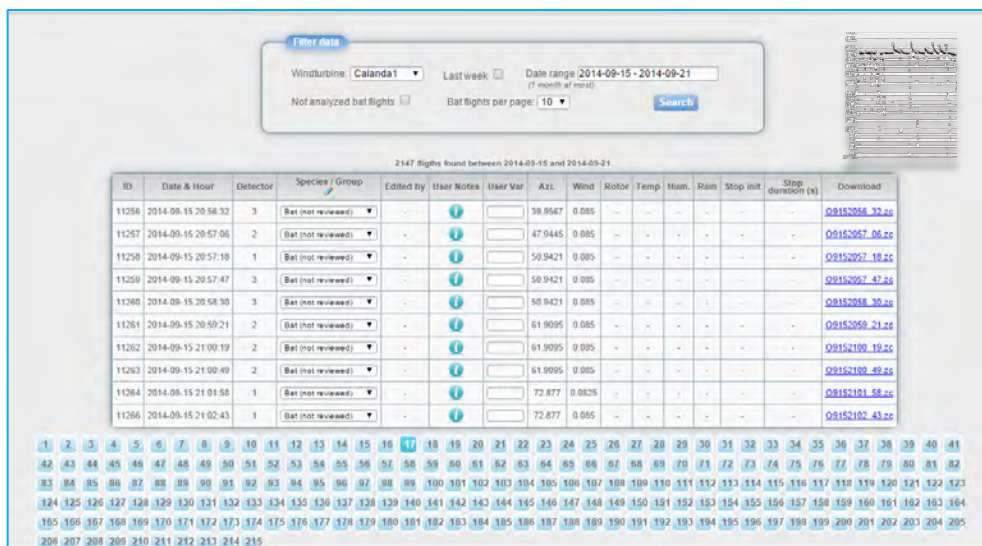 Filter data
Windturbine: Calanda1 Last week Date range 2014-09-15 - 2014-09-21
(1 month at most)
Not analyzed bat flights Bat flights per page: 10 Search
2147 fligths found between 2014-09-15 and 2014-09-21
ID Date & Hour Detector Species / Group Edited by User Notes User Var Azi. Wind Rotor Temp Hum. Rain Stop init Stop duration (s) Download
11256 2014-09-15 20:56:32 3 Bat (not reviewed) - i 39.9567 0.085 - - - - - - O9152056_32.zc
11257 2014-09-15 20:57:06 2 Bat (not reviewed) - i 47.9445 0.085 - - - - - - O9152057_06.zc
11258 2014-09-15 20:57:18 1 Bat (not reviewed) - i 50.9421 0.085 - - - - - - O9152057_18.zc
11259 2014-09-15 20:57:47 3 Bat (not reviewed) - i 50.9421 0.085 - - - - - - O9152057_47.zc
11260 2014-09-15 20:58:30 3 Bat (not reviewed) - i 50.9421 0.085 - - - - - - O9152058_30.zc
11261 2014-09-15 20:59:21 2 Bat (not reviewed) - i 61.9095 0.085 - - - - - - O9152059_21.zc
11262 2014-09-15 21:00:19 2 Bat (not reviewed) - i 61.9095 0.085 - - - - - - O9152100_19.zc
11263 2014-09-15 21:00:49 2 Bat (not reviewed) - i 61.9095 0.085 - - - - - - O9152100_49.zc
11264 2014-09-15 21:01:58 1 Bat (not reviewed) - i 72.877 0.0825 - - - - - - O9152101_58.zc
11266 2014-09-15 21:02:43 1 Bat (not reviewed) - i 72.877 0.085 - - - - - - O9152102_43.zc
1 2 3 4 5 6 7 8 9 10 11 12 13 14 15 16 17 18 19 20 21 22 23 24 25 26 27 28 29 30 31 32 33 34 35 36 37 38 39 40 41
42 43 44 45 46 47 48 49 50 51 52 53 54 55 56 57 58 59 60 61 62 63 64 65 66 67 68 69 70 71 72 73 74 75 76 77 78 79 80 81 82
83 84 85 86 87 88 89 90 91 92 93 94 95 96 97 98 99 100 101 102 103 104 105 106 107 108 109 110 111 112 113 114 115 116 117 118 119 120 121 122 123
124 125 126 127 128 129 130 131 132 133 134 135 136 137 138 139 140 141 142 143 144 145 146 147 148 149 150 151 152 153 154 155 156 157 158 159 160 161 162 163 164
165 166 167 168 169 170 171 172 173 174 175 176 177 178 179 180 181 182 183 184 185 186 187 188 189 190 191 192 193 194 195 196 197 198 199 200 201 202 203 204 205
206 207 208 209 210 211 212 213 214 215